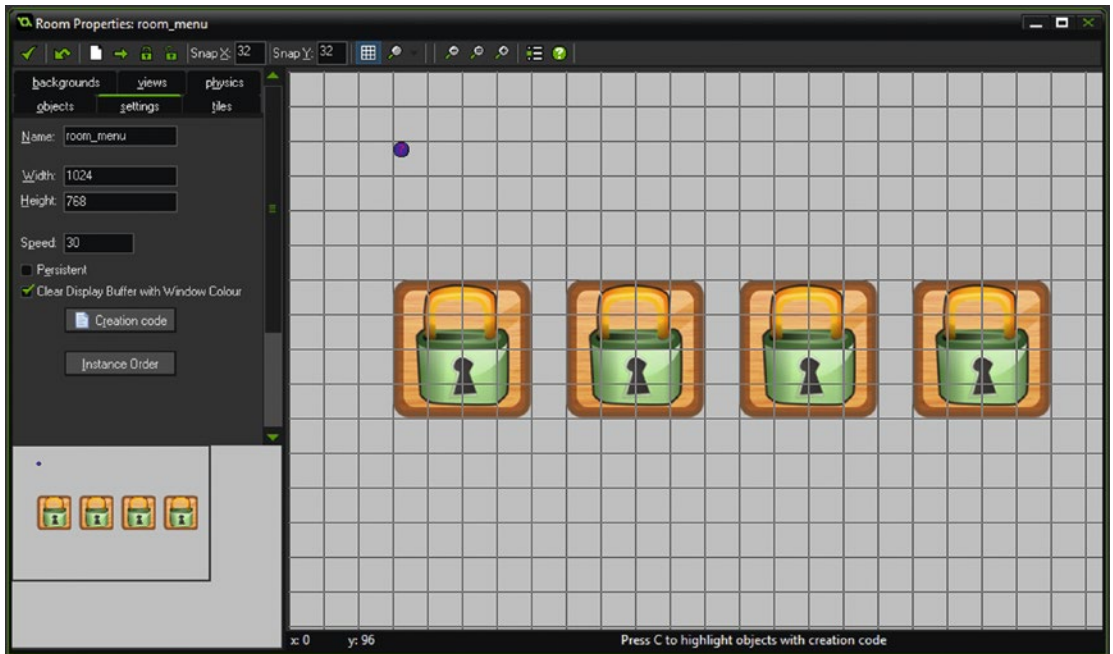 Room Properties: room_menu
Snap X: 32 Snap Y: 32
backgrounds views physics
objects settings tiles
Name: room_menu
Width: 1024
Height: 768
Speed: 30
Persistent
Clear Display Buffer with Window Colour
Creation code
Instance Order
x: 0 y: 96 Press C to highlight objects with creation code